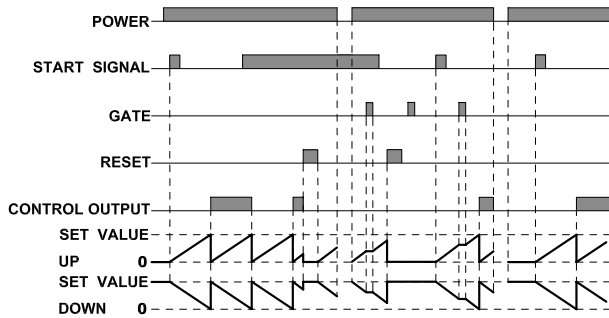 POWER
START SIGNAL
GATE
RESET
CONTROL OUTPUT
SET VALUE
UP 0
SET VALUE
DOWN 0